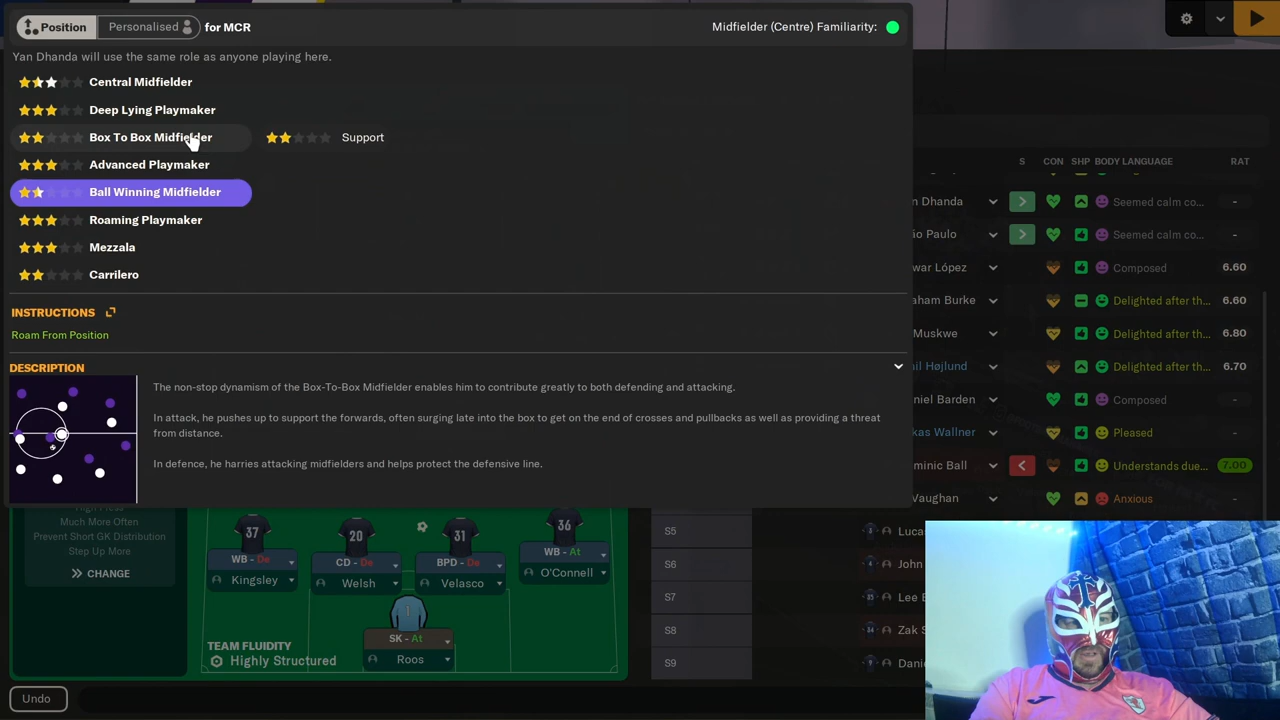 Position Personalised for MCR Midfielder (Centre) Familiarity:
Yan Dhanda will use the same role as anyone playing here.
Central Midfielder
Deep Lying Playmaker
Box To Box Midfielder Support
Advanced Playmaker
Ball Winning Midfielder
Roaming Playmaker
Mezzala
Carrilero
INSTRUCTIONS
Roam From Position
DESCRIPTION
The non-stop dynamism of the Box-To-Box Midfielder enables him to contribute greatly to both defending and attacking.
In attack, he pushes up to support the forwards, often surging late into the box to get on the end of crosses and pullbacks as well as providing a threat
from distance.
In defence, he harries attacking midfielders and helps protect the defensive line.
S CON SHP BODY LANGUAGE RAT
n Dhanda Seemed calm co... -
ão Paulo Seemed calm co... -
war López Composed 6.60
aham Burke Delighted after th... 6.60
Muskwe Delighted after th... 6.80
nil Højlund Delighted after th... 6.70
niel Barden Composed -
kas Wallner Pleased -
minic Ball Understands due... 7.00
Vaughan Anxious -
High Press
Much More Often
Prevent Short GK Distribution
Step Up More
CHANGE
37 20 31 36
WB - De CD - De BPD - De WB - At
Kingsley Welsh Velasco O'Connell
1
SK - At
Roos
TEAM FLUIDITY
Highly Structured
S5 Lucas
S6 John
S7 Lee B
S8 Zak S
S9 Danie
Undo